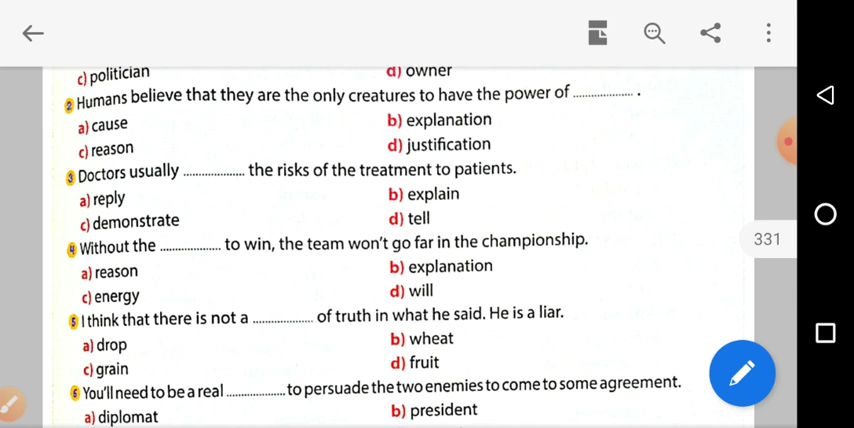 c) politician
d) owner
2 Humans believe that they are the only creatures to have the power of .................. .
a) cause
b) explanation
c) reason
d) justification
3 Doctors usually .................. the risks of the treatment to patients.
a) reply
b) explain
c) demonstrate
d) tell
4 Without the .................. to win, the team won't go far in the championship.
a) reason
b) explanation
c) energy
d) will
5 I think that there is not a .................. of truth in what he said. He is a liar.
a) drop
b) wheat
c) grain
d) fruit
6 You'll need to be a real .................. to persuade the two enemies to come to some agreement.
a) diplomat
b) president
331